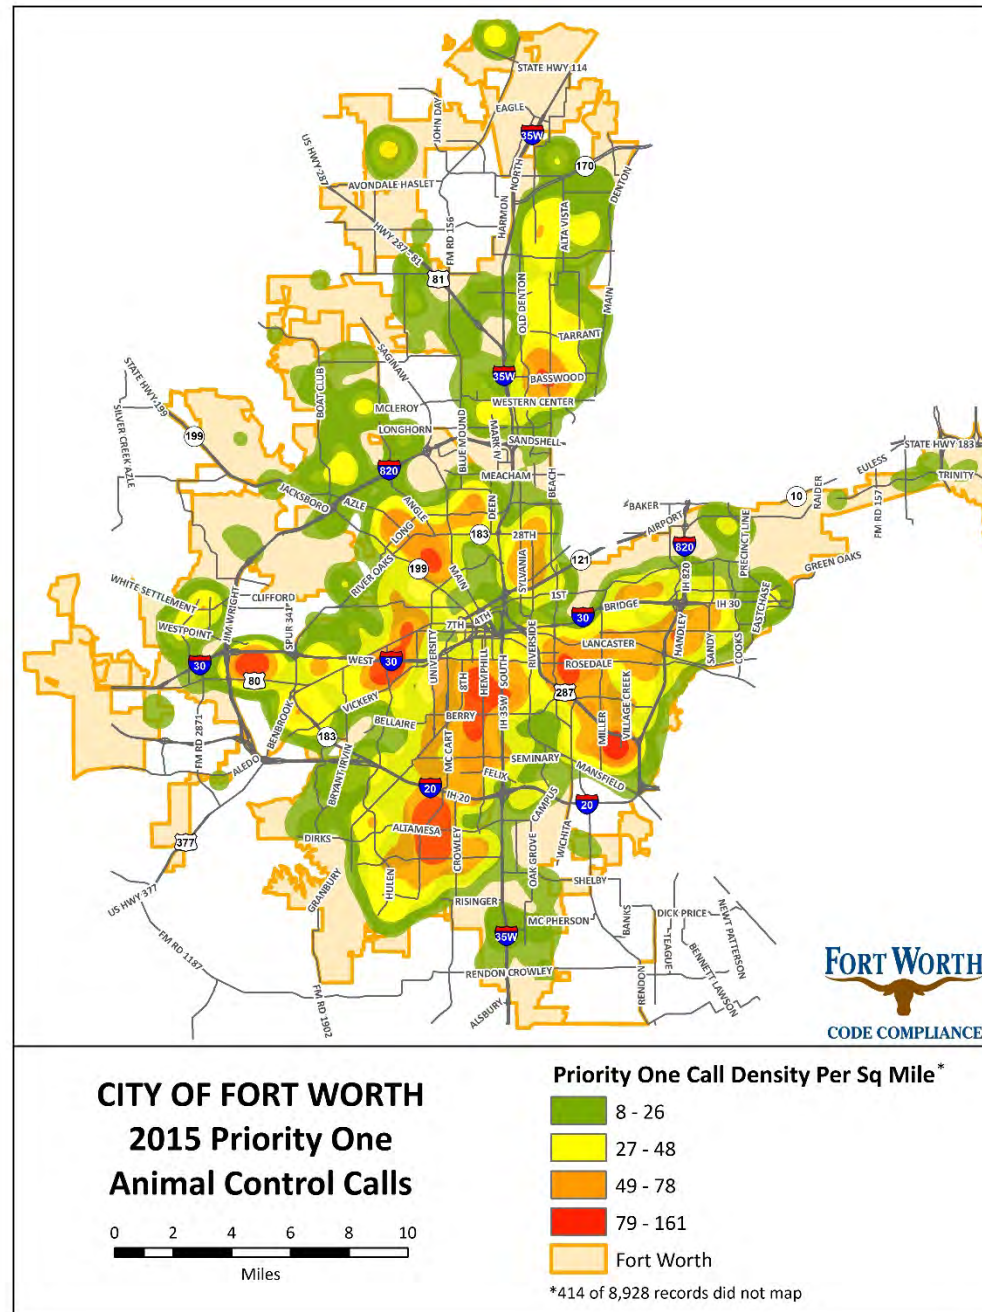 STATE HWY 114
EAGLE
JOHN DAY
35W
NORTH
US HWY 287
170
AVONDALE HASLET
DENTON
HARMON
FM RD 156
ALTA VISTA
HWY 287 - 81
81
OLD DENTON
MAIN
TARRANT
SAGINAW
35W
BASSWOOD
STATE HWY 199
BOAT CLUB
MCLEROY
WESTERN CENTER
SILVER CREEK AZLE
199
LONGHORN
BLUE MOUND
MARK IV
SANDSHELL
STATE HWY 183
820
MEACHAM
BEACH
EULESS
TRINITY
JACKSBORO
AZLE
ANGLE
DEEN
10
RAIDER
FM RD 157
BAKER
AIRPORT
LONG
183
28TH
820
PRECINCT LINE
RIVER OAKS
199
MAIN
SYLVANIA
121
GREEN OAKS
WHITE SETTLEMENT
CLIFFORD
1ST
IH 820
EASTCHASE
WESTPOINT
JIM WRIGHT
SPUR 341
7TH
4TH
30
BRIDGE
IH 30
UNIVERSITY
RIVERSIDE
LANCASTER
HANDLEY
SANDY
COOKS
30
WEST
30
ROSEDALE
80
8TH
HEMPHILL
SOUTH
287
VICKERY
BERRY
IH 35W
MILLER
VILLAGE CREEK
FM RD 2871
BENBROOK
183
BELLAIRE
MC CART
ALEDO
BRYANT IRVIN
SEMINARY
MANSFIELD
20
IH 20
FELIX
CAMPUS
20
377
DIRKS
ALTAMESA
CROWLEY
OAK GROVE
WICHITA
US HWY 377
GRANBURY
HULEN
SHELBY
RISINGER
BANKS
DICK PRICE
NEWT PATTERSON
MC PHERSON
TEAGUE
FM RD 1187
35W
BENNETT LAWSON
RENDON CROWLEY
RENDON
FM RD 1902
ALSBURY
FORT WORTH
CODE COMPLIANCE
CITY OF FORT WORTH
2015 Priority One
Animal Control Calls
0 2 4 6 8 10
Miles
Priority One Call Density Per Sq Mile*
8 - 26
27 - 48
49 - 78
79 - 161
Fort Worth
*414 of 8,928 records did not map